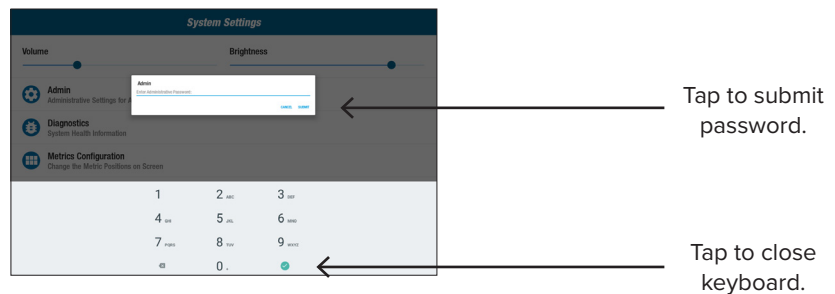 System Settings
Volume
Brightness
Admin
Enter Administrative Password
CANCEL SUBMIT
Admin
Administrative Settings for A
Diagnostics
System Health Information
Metrics Configuration
Change the Metric Positions on Screen
1 2 ABC 3 DEF
4 GHI 5 JKL 6 MNO
7 PQRS 8 TUV 9 WXYZ
0 .
Tap to submit
password.
Tap to close
keyboard.